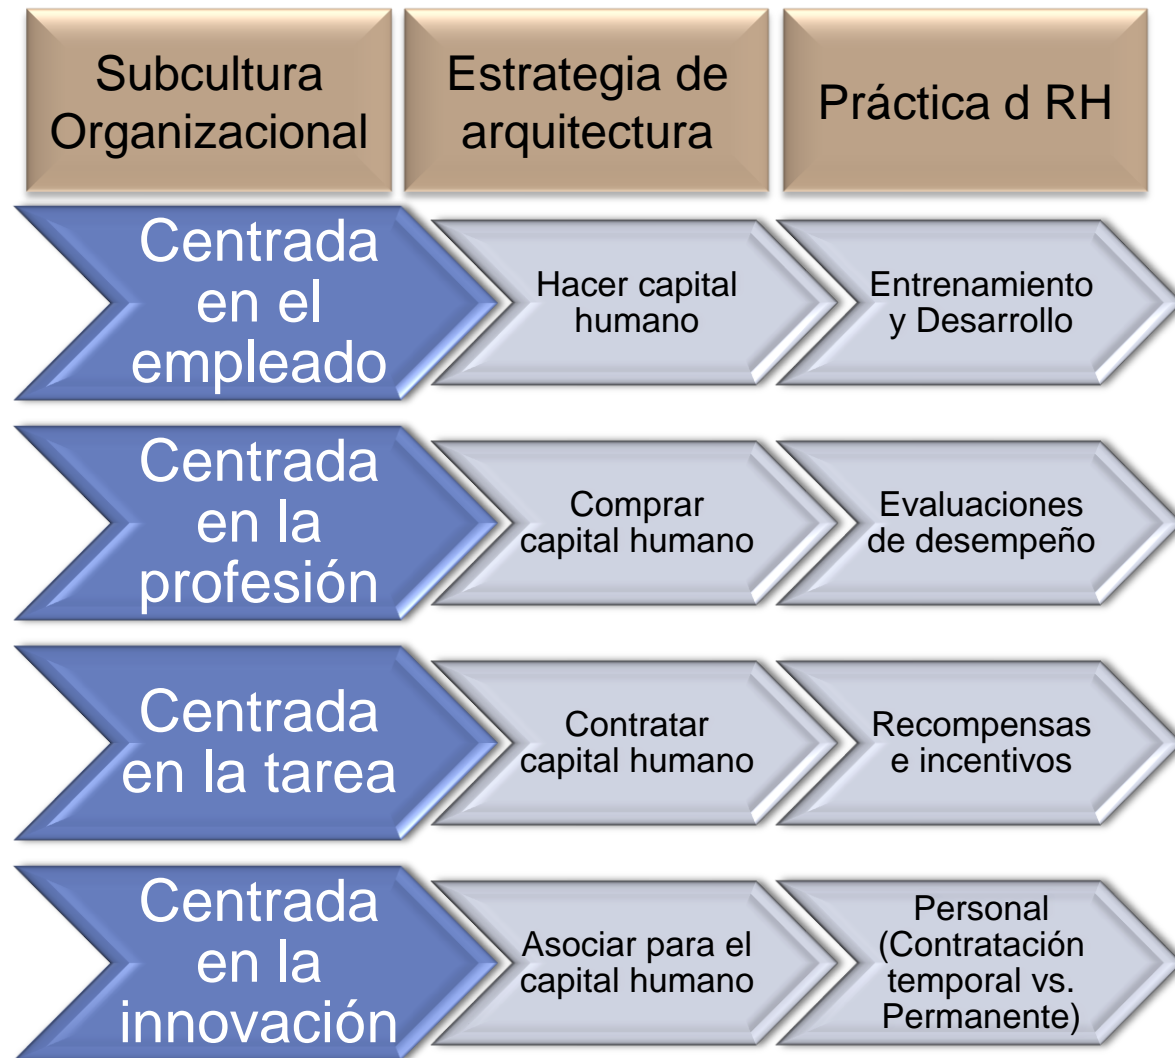 Subcultura
Organizacional
Estrategia de
arquitectura
Práctica d RH
Centrada
en el
empleado
Hacer capital
humano
Entrenamiento
y Desarrollo
Centrada
en la
profesión
Comprar
capital humano
Evaluaciones
de desempeño
Centrada
en la tarea
Contratar
capital humano
Recompensas
e incentivos
Centrada
en la
innovación
Asociar para el
capital humano
Personal
(Contratación
temporal vs.
Permanente)